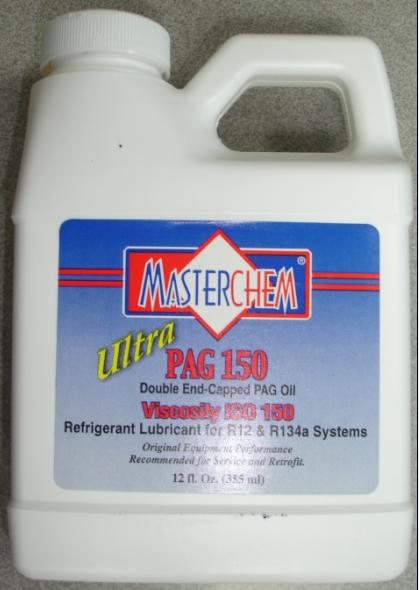 MASTERCHEM®
Ultra
PAG 150
Double End-Capped PAG Oil
Viscosity ISG 150
Refrigerant Lubricant for R12 & R134a Systems
Original Equipment Performance
Recommended for Service and Retrofit.
12 fl. Oz. (355 ml)